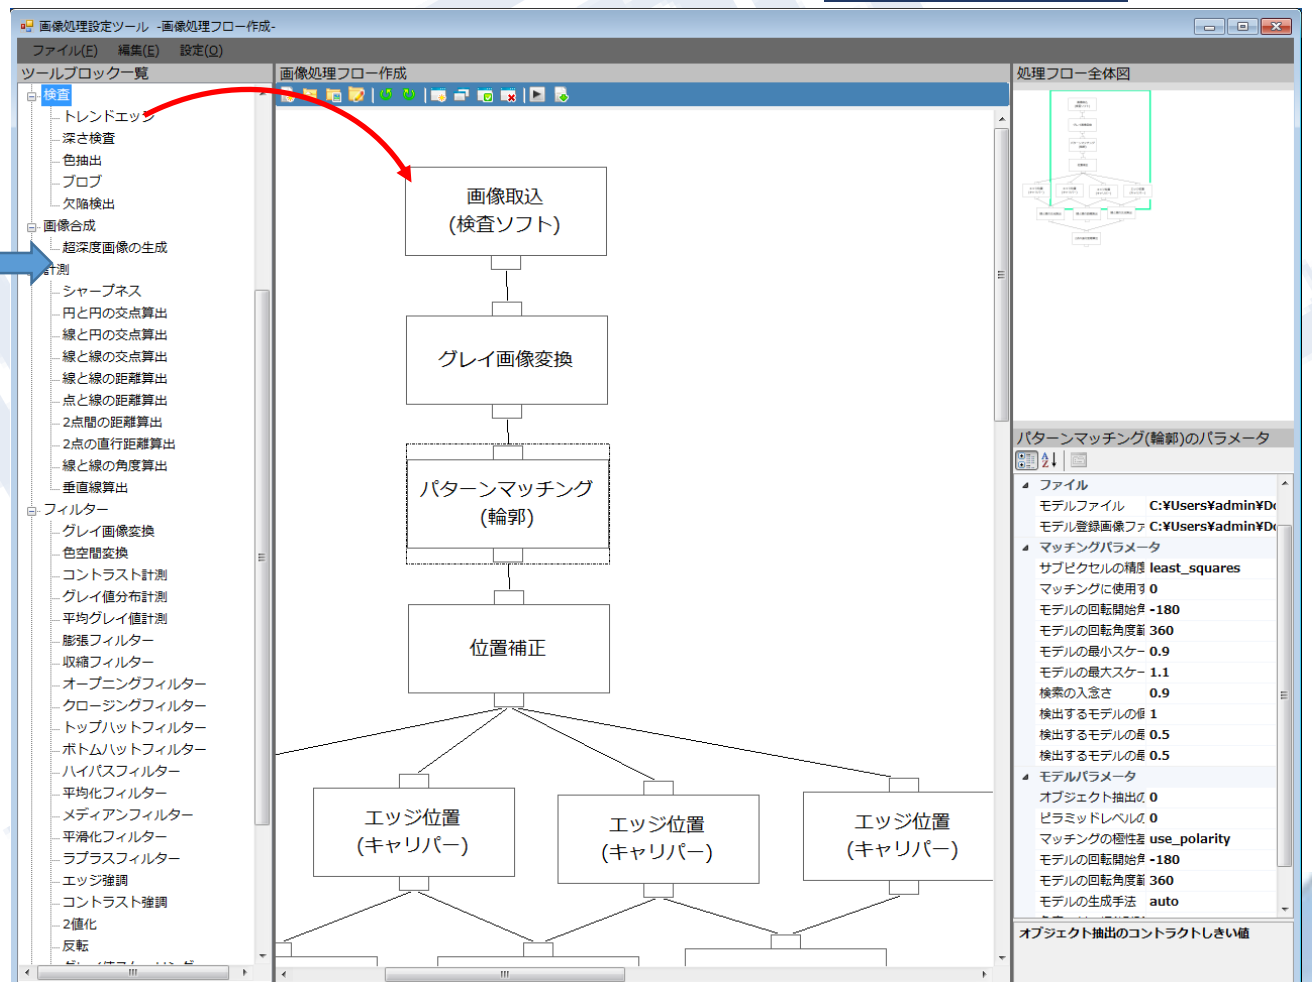 画像処理設定ツール -画像処理フロー作成-
ファイル(F) 編集(E) 設定(O)
ツールブロック一覧
検査
トレンドエッジ
深さ検査
色抽出
ブロブ
欠陥検出
画像合成
超深度画像の生成
計測
シャープネス
円と円の交点算出
線と円の交点算出
線と線の交点算出
線と線の距離算出
点と線の距離算出
2点間の距離算出
2点の直行距離算出
線と線の角度算出
垂直線算出
フィルター
グレイ画像変換
色空間変換
コントラスト計測
グレイ値分布計測
平均グレイ値計測
膨張フィルター
収縮フィルター
オープニングフィルター
クロージングフィルター
トップハットフィルター
ボトムハットフィルター
ハイパスフィルター
平均化フィルター
メディアンフィルター
平滑化フィルター
ラプラスフィルター
エッジ強調
コントラスト強調
2値化
反転
画像処理フロー作成
画像取込
(検査ソフト)
グレイ画像変換
パターンマッチング
(輪郭)
位置補正
エッジ位置
(キャリパー)
エッジ位置
(キャリパー)
エッジ位置
(キャリパー)
処理フロー全体図
パターンマッチング(輪郭)のパラメータ
ファイル
モデルファイル C:¥Users¥admin¥Do
モデル登録画像ファ C:¥Users¥admin¥Do
マッチングパラメータ
サブピクセルの精度 least_squares
マッチングに使用す 0
モデルの回転開始角 -180
モデルの回転角度範 360
モデルの最小スケー 0.9
モデルの最大スケー 1.1
検索の入念さ 0.9
検出するモデルの個 1
検出するモデルの最 0.5
検出するモデルの最 0.5
モデルパラメータ
オブジェクト抽出の 0
ピラミッドレベルの 0
マッチングの極性基 use_polarity
モデルの回転開始角 -180
モデルの回転角度範 360
モデルの生成手法 auto
オブジェクト抽出のコントラクトしきい値